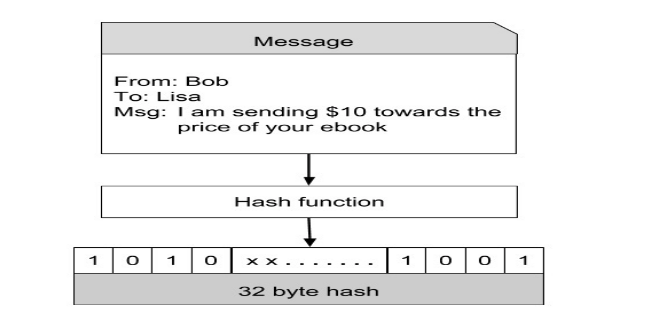 Message
From: Bob
To: Lisa
Msg: I am sending $10 towards the
price of your ebook
Hash function
1 0 1 0 x x . . . . . . . 1 0 0 1
32 byte hash